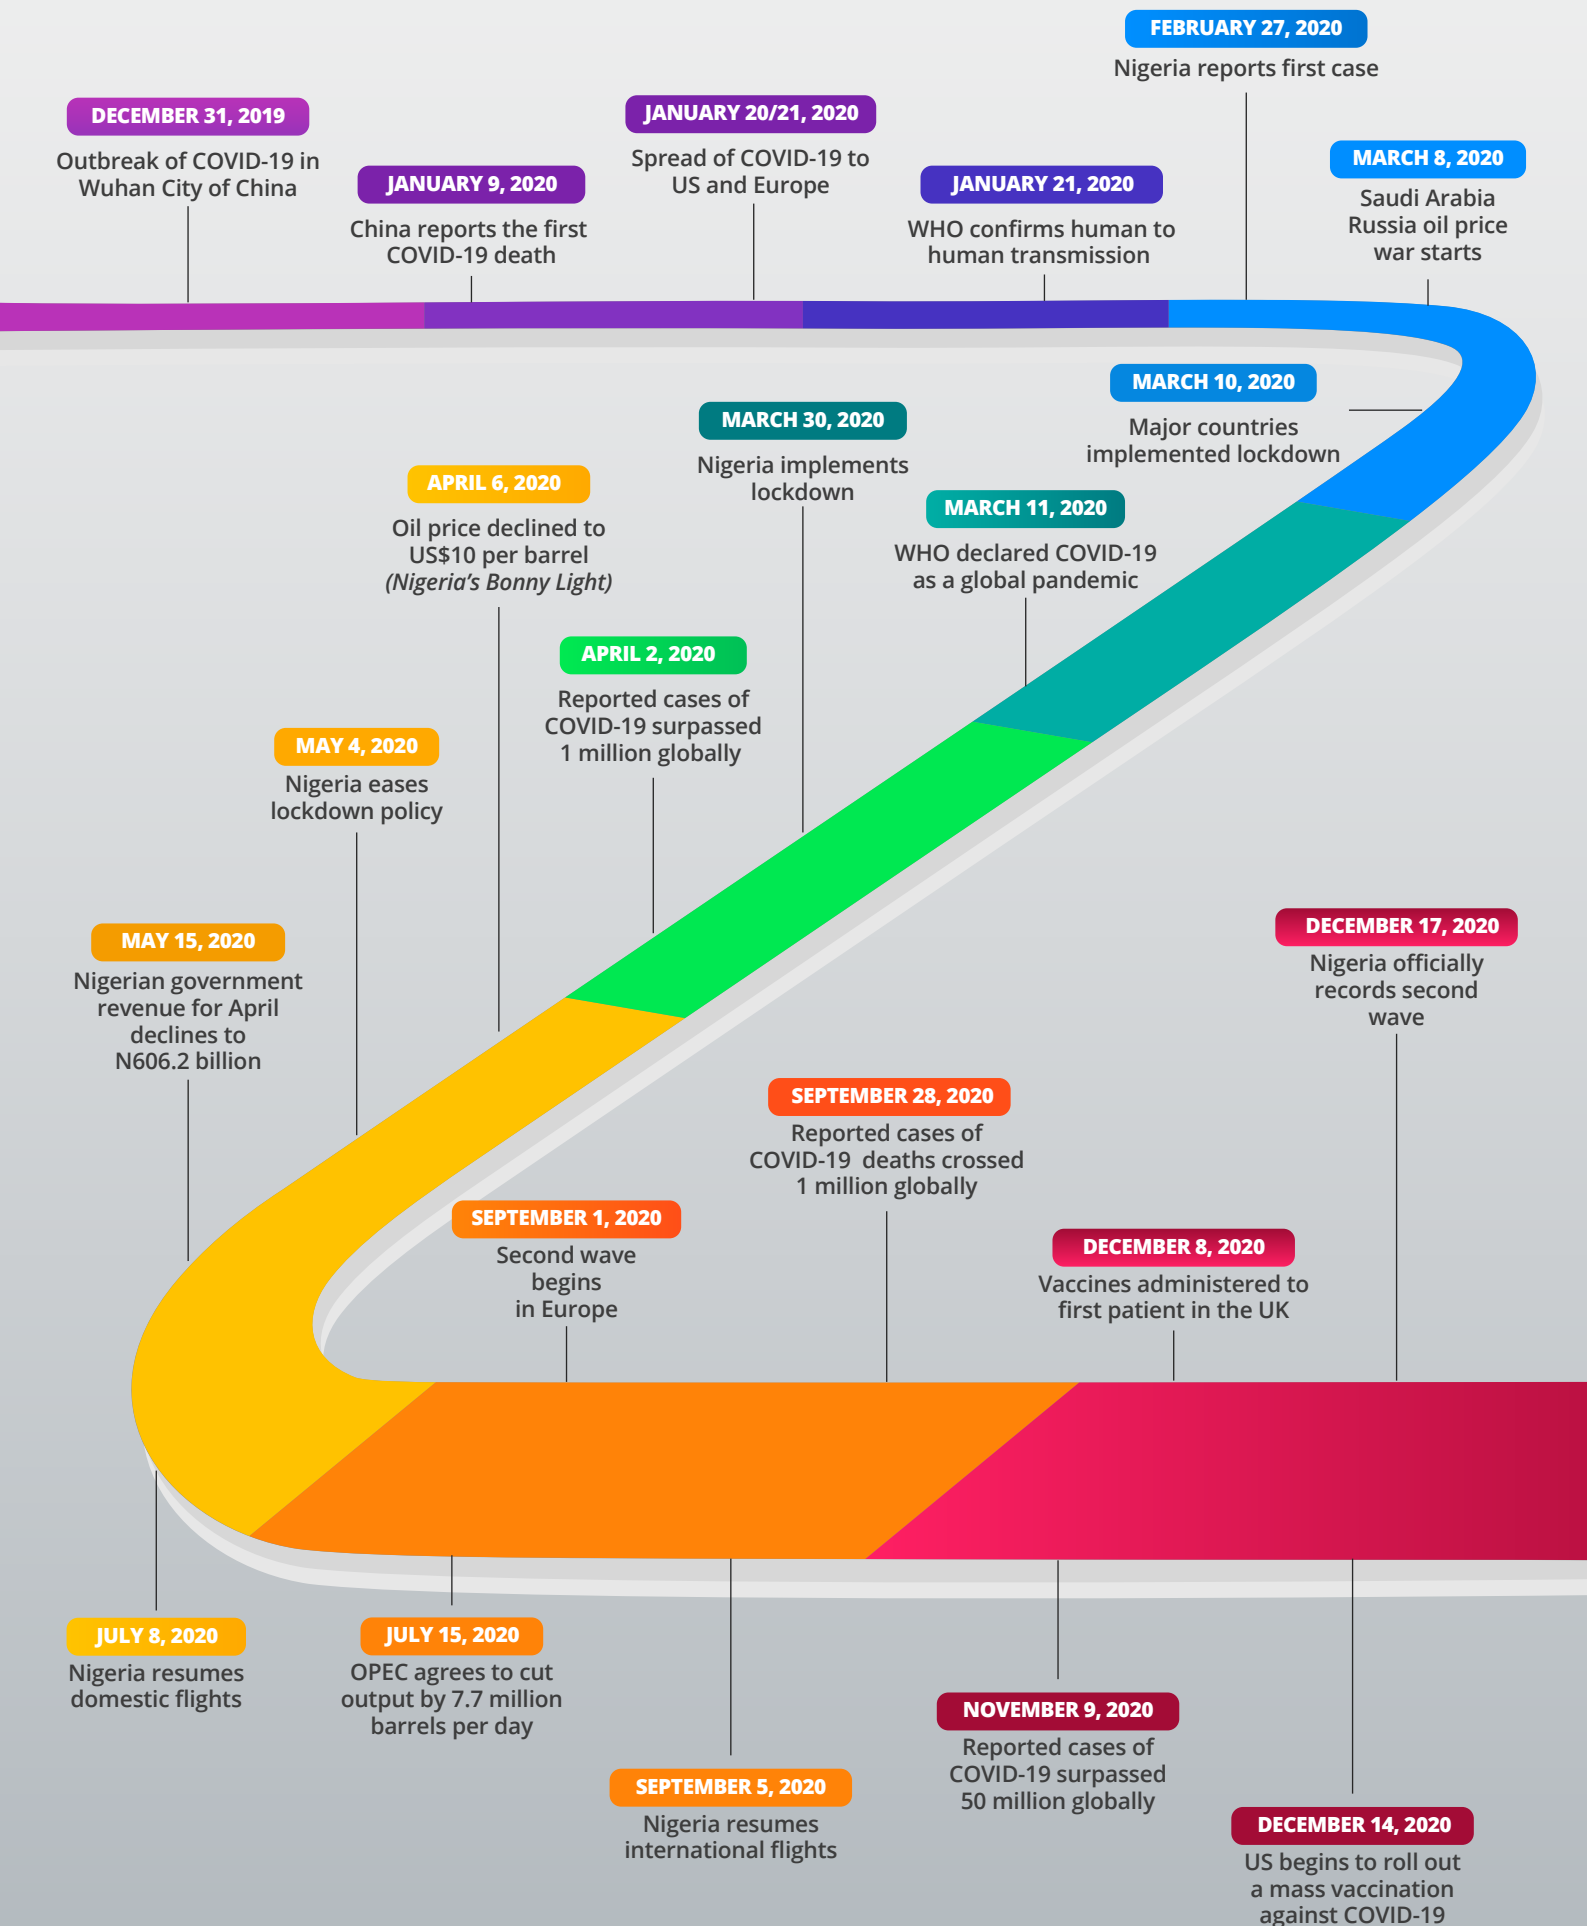 DECEMBER 31, 2019
Outbreak of COVID-19 in
Wuhan City of China
JANUARY 9, 2020
China reports the first
COVID-19 death
JANUARY 20/21, 2020
Spread of COVID-19 to
US and Europe
JANUARY 21, 2020
WHO confirms human to
human transmission
FEBRUARY 27, 2020
Nigeria reports first case
MARCH 8, 2020
Saudi Arabia
Russia oil price
war starts
MARCH 10, 2020
Major countries
implemented lockdown
MARCH 11, 2020
WHO declared COVID-19
as a global pandemic
MARCH 30, 2020
Nigeria implements
lockdown
APRIL 2, 2020
Reported cases of
COVID-19 surpassed
1 million globally
APRIL 6, 2020
Oil price declined to
US$10 per barrel
(Nigeria’s Bonny Light)
MAY 4, 2020
Nigeria eases
lockdown policy
MAY 15, 2020
Nigerian government
revenue for April
declines to
N606.2 billion
JULY 8, 2020
Nigeria resumes
domestic flights
JULY 15, 2020
OPEC agrees to cut
output by 7.7 million
barrels per day
SEPTEMBER 1, 2020
Second wave
begins
in Europe
SEPTEMBER 5, 2020
Nigeria resumes
international flights
SEPTEMBER 28, 2020
Reported cases of
COVID-19 deaths crossed
1 million globally
NOVEMBER 9, 2020
Reported cases of
COVID-19 surpassed
50 million globally
DECEMBER 8, 2020
Vaccines administered to
first patient in the UK
DECEMBER 14, 2020
US begins to roll out
a mass vaccination
against COVID-19
DECEMBER 17, 2020
Nigeria officially
records second
wave